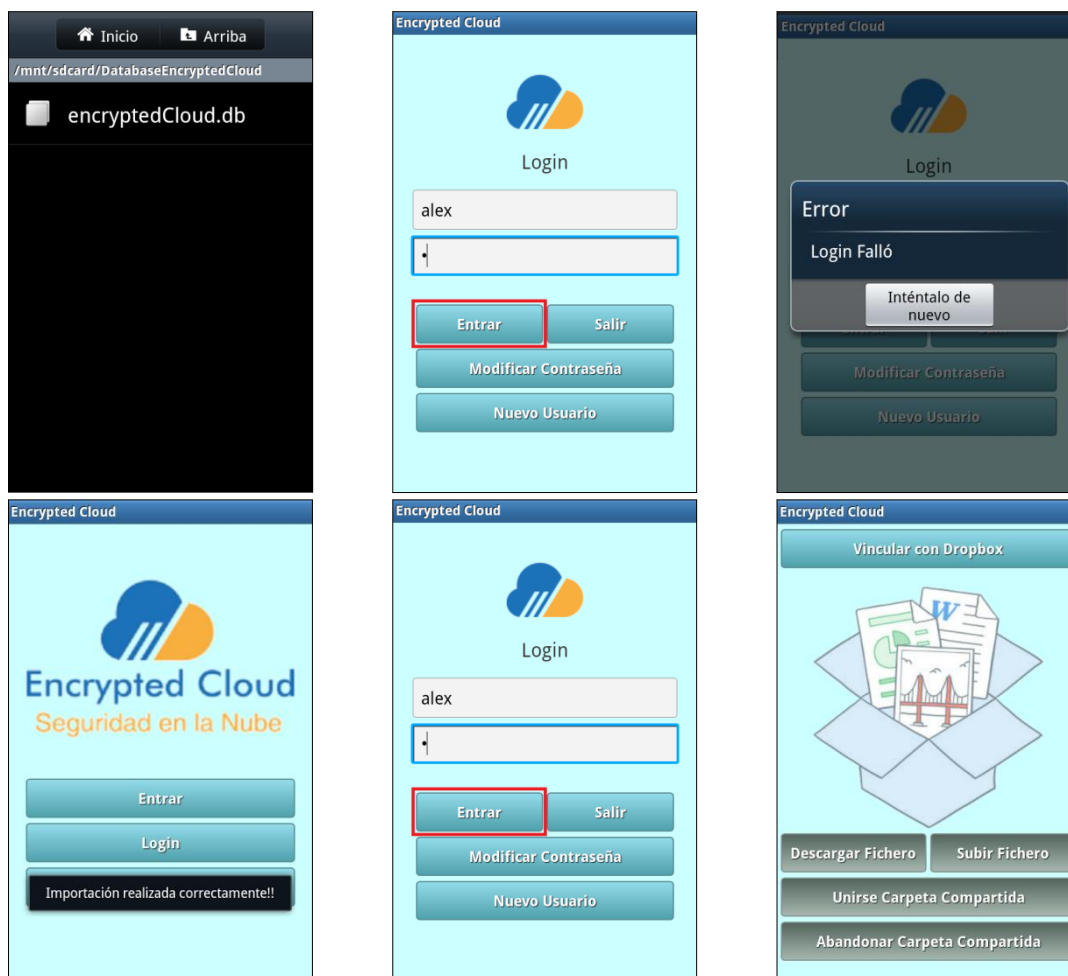 Inicio
Arriba
/mnt/sdcard/DatabaseEncryptedCloud
encryptedCloud.db
Encrypted Cloud
Login
alex
•
Entrar
Salir
Modificar Contraseña
Nuevo Usuario
Encrypted Cloud
Login
Error
Login Falló
Inténtalo de
nuevo
Modificar Contraseña
Nuevo Usuario
Encrypted Cloud
Encrypted Cloud
Seguridad en la Nube
Entrar
Login
Importación realizada correctamente!!
Encrypted Cloud
Login
alex
•
Entrar
Salir
Modificar Contraseña
Nuevo Usuario
Encrypted Cloud
Vincular con Dropbox
W
Descargar Fichero
Subir Fichero
Unirse Carpeta Compartida
Abandonar Carpeta Compartida